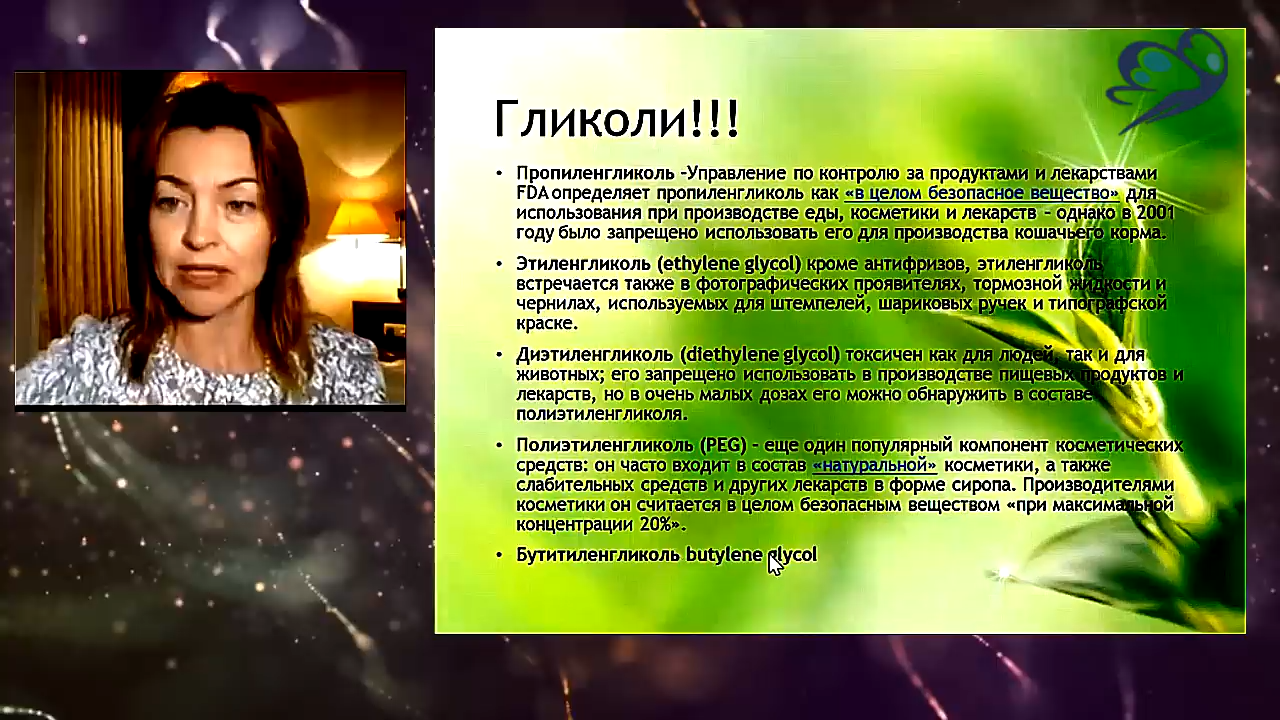 Гликоли!!!
• Пропиленгликоль –Управление по контролю за продуктами и лекарствами
FDA определяет пропиленгликоль как «в целом безопасное вещество» для
использования при производстве еды, косметики и лекарств – однако в 2001
году было запрещено использовать его для производства кошачьего корма.
• Этиленгликоль (ethylene glycol) кроме антифризов, этиленгликоль
встречается также в фотографических проявителях, тормозной жидкости и
чернилах, используемых для штемпелей, шариковых ручек и типографской
краске.
• Диэтиленгликоль (diethylene glycol) токсичен как для людей, так и для
животных; его запрещено использовать в производстве пищевых продуктов и
лекарств, но в очень малых дозах его можно обнаружить в составе
полиэтиленгликоля.
• Полиэтиленгликоль (PEG) – еще один популярный компонент косметических
средств: он часто входит в состав «натуральной» косметики, а также
слабительных средств и других лекарств в форме сиропа. Производителями
косметики он считается в целом безопасным веществом «при максимальной
концентрации 20%».
• Бутитиленгликоль butylene glycol